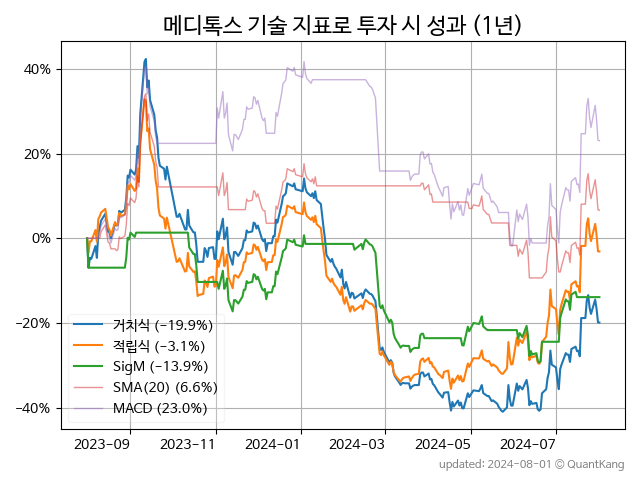 메디톡스 기술 지표로 투자 시 성과 (1년)
40%
20%
0%
−20%
−40%
거치식 (−19.9%)
적립식 (−3.1%)
SigM (−13.9%)
SMA(20) (6.6%)
MACD (23.0%)
2023-09 2023-11 2024-01 2024-03 2024-05 2024-07
updated: 2024-08-01 © QuantKang